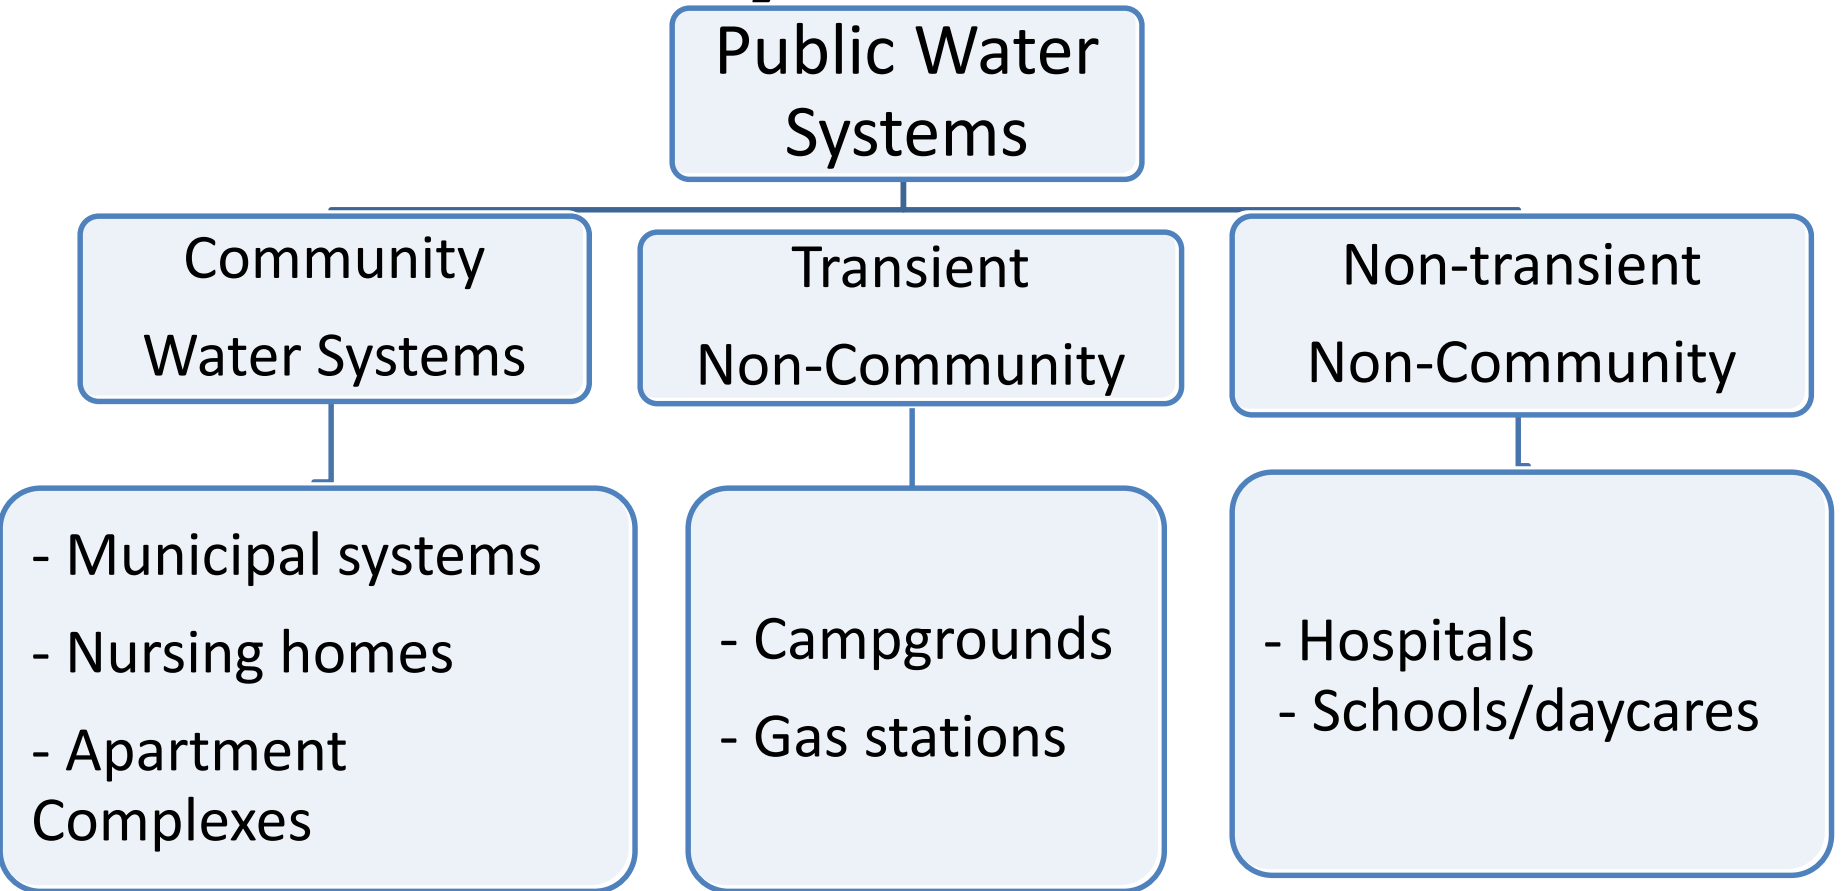 Public Water
Systems
Community
Water Systems
Transient
Non-Community
Non-transient
Non-Community
- Municipal systems
- Nursing homes
- Apartment
Complexes
- Campgrounds
- Gas stations
- Hospitals
- Schools/daycares